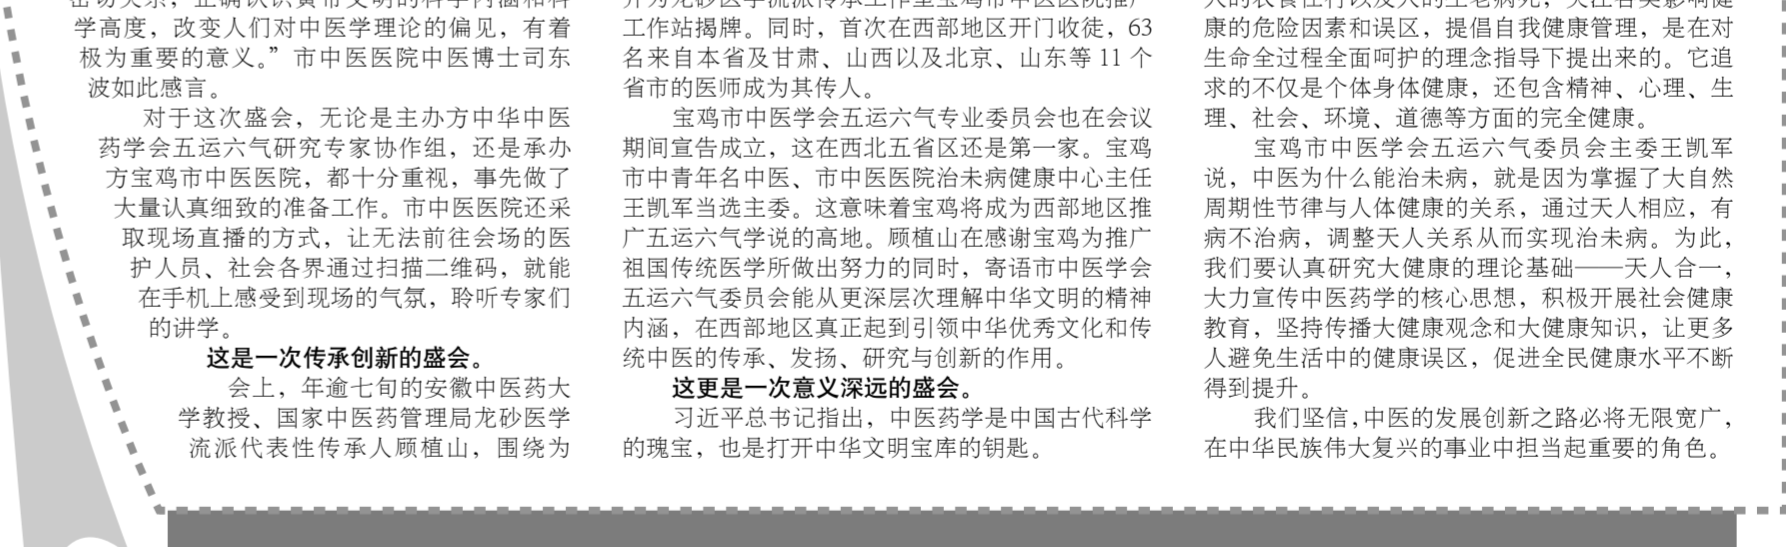 学高度，改变人们对中医学理论的偏见，有着
极为重要的意义。”市中医医院中医博士司东
波如此感言。
对于这次盛会，无论是主办方中华中医
药学会五运六气研究专家协作组，还是承办
方宝鸡市中医医院，都十分重视，事先做了
大量认真细致的准备工作。市中医医院还采
取现场直播的方式，让无法前往会场的医
护人员、社会各界通过扫描二维码，就能
在手机上感受到现场的气氛，聆听专家们
的讲学。
这是一次传承创新的盛会。
会上，年逾七旬的安徽中医药大
学教授、国家中医药管理局龙砂医学
流派代表性传承人顾植山，围绕为
工作站揭牌。同时，首次在西部地区开门收徒，63
名来自本省及甘肃、山西以及北京、山东等 11 个
省市的医师成为其传人。
宝鸡市中医学会五运六气专业委员会也在会议
期间宣告成立，这在西北五省区还是第一家。宝鸡
市中青年名中医、市中医医院治未病健康中心主任
王凯军当选主委。这意味着宝鸡将成为西部地区推
广五运六气学说的高地。顾植山在感谢宝鸡为推广
祖国传统医学所做出努力的同时，寄语市中医学会
五运六气委员会能从更深层次理解中华文明的精神
内涵，在西部地区真正起到引领中华优秀文化和传
统中医的传承、发扬、研究与创新的作用。
这更是一次意义深远的盛会。
习近平总书记指出，中医药学是中国古代科学
的瑰宝，也是打开中华文明宝库的钥匙。
康的危险因素和误区，提倡自我健康管理，是在对
生命全过程全面呵护的理念指导下提出来的。它追
求的不仅是个体身体健康，还包含精神、心理、生
理、社会、环境、道德等方面的完全健康。
宝鸡市中医学会五运六气委员会主委王凯军
说，中医为什么能治未病，就是因为掌握了大自然
周期性节律与人体健康的关系，通过天人相应，有
病不治病，调整天人关系从而实现治未病。为此，
我们要认真研究大健康的理论基础——天人合一，
大力宣传中医药学的核心思想，积极开展社会健康
教育，坚持传播大健康观念和大健康知识，让更多
人避免生活中的健康误区，促进全民健康水平不断
得到提升。
我们坚信，中医的发展创新之路必将无限宽广，
在中华民族伟大复兴的事业中担当起重要的角色。